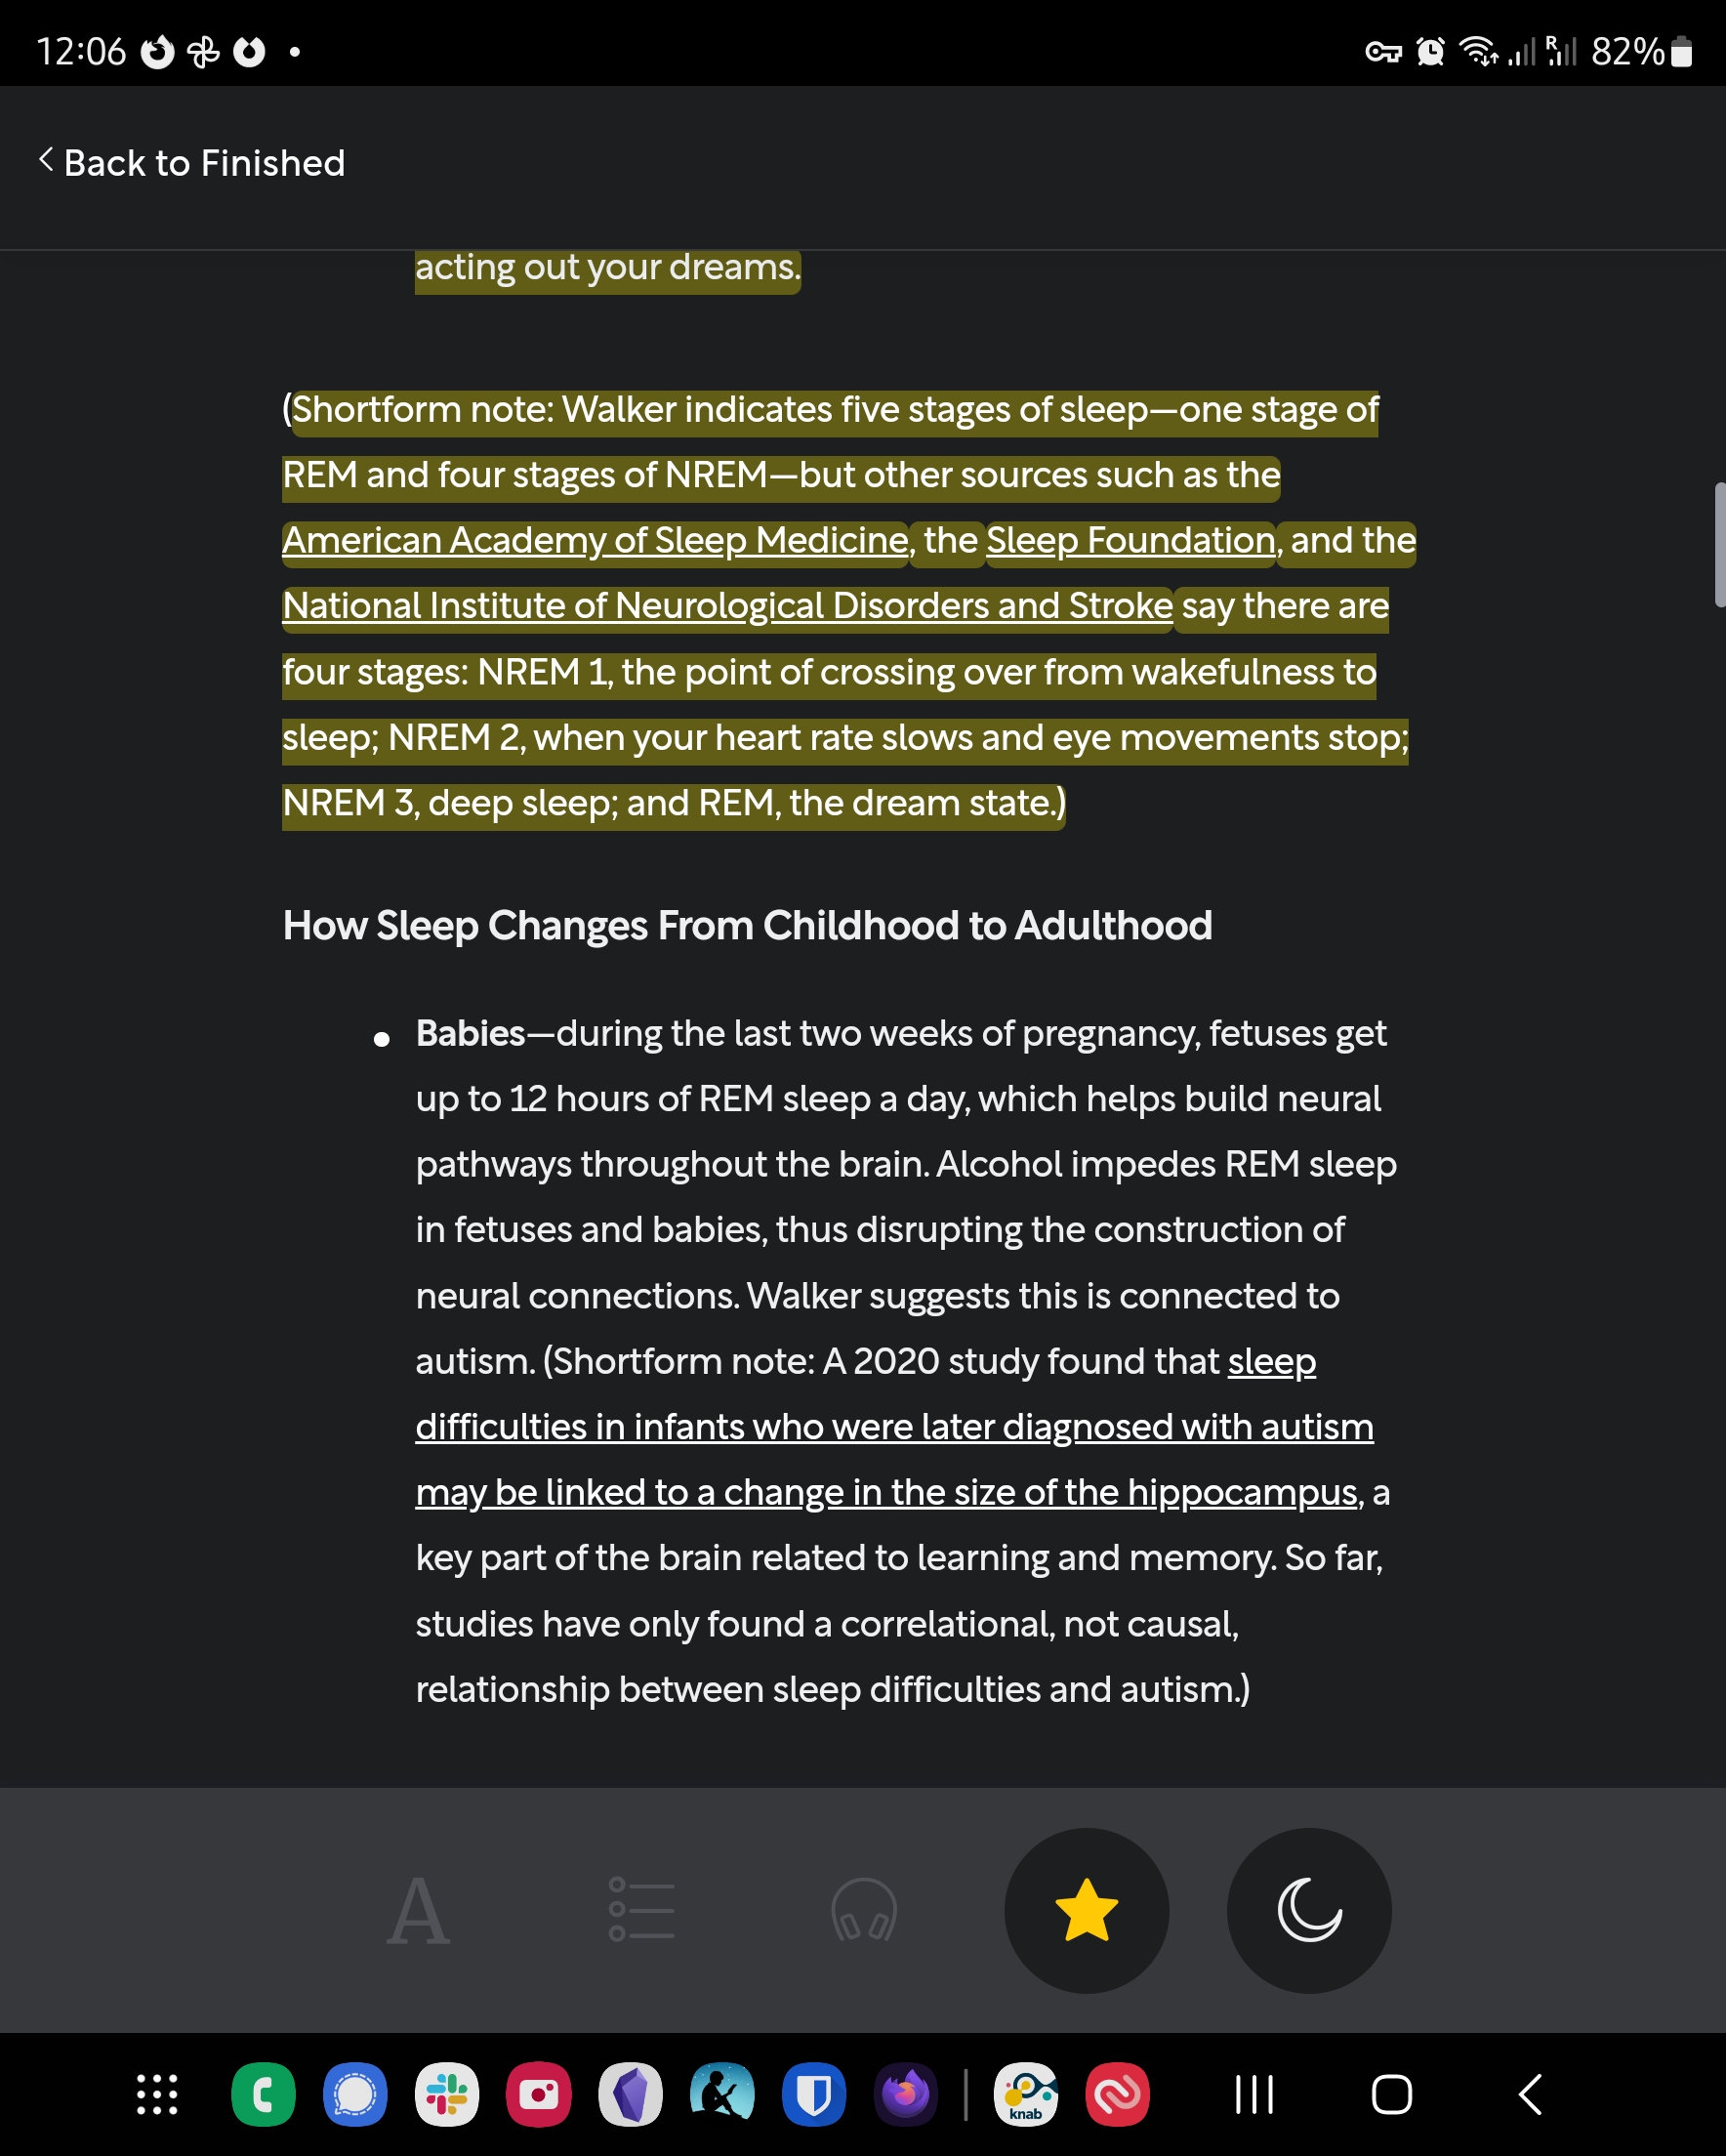 12:06
R
82%
Back to Finished
acting out your dreams.
(Shortform note: Walker indicates five stages of sleep—one stage of
REM and four stages of NREM—but other sources such as the
American Academy of Sleep Medicine, the Sleep Foundation, and the
National Institute of Neurological Disorders and Stroke say there are
four stages: NREM 1, the point of crossing over from wakefulness to
sleep; NREM 2, when your heart rate slows and eye movements stop;
NREM 3, deep sleep; and REM, the dream state.)
How Sleep Changes From Childhood to Adulthood
Babies—during the last two weeks of pregnancy, fetuses get
up to 12 hours of REM sleep a day, which helps build neural
pathways throughout the brain. Alcohol impedes REM sleep
in fetuses and babies, thus disrupting the construction of
neural connections. Walker suggests this is connected to
autism. (Shortform note: A 2020 study found that sleep
difficulties in infants who were later diagnosed with autism
may be linked to a change in the size of the hippocampus, a
key part of the brain related to learning and memory. So far,
studies have only found a correlational, not causal,
relationship between sleep difficulties and autism.)
A
knab